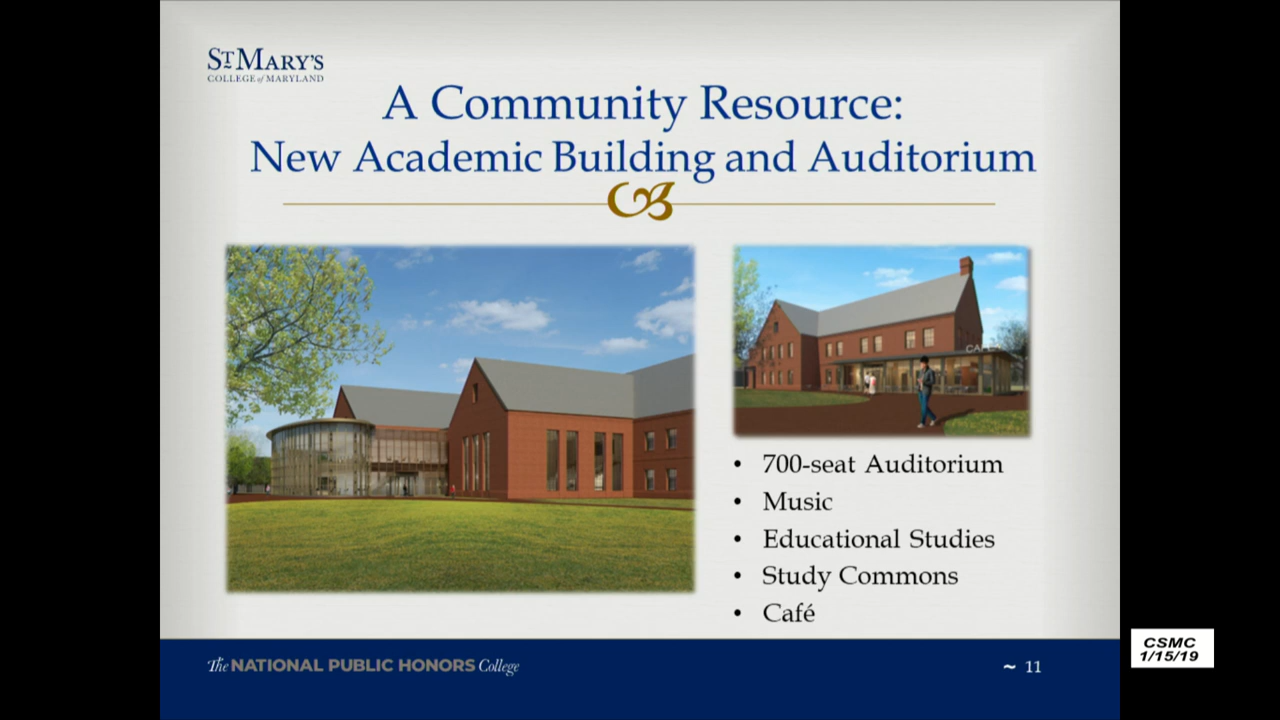 ST MARY'S
COLLEGE of MARYLAND
A Community Resource:
New Academic Building and Auditorium
CAFE
• 700-seat Auditorium
• Music
• Educational Studies
• Study Commons
• Café
The NATIONAL PUBLIC HONORS College
~ 11
CSMC
1/15/19